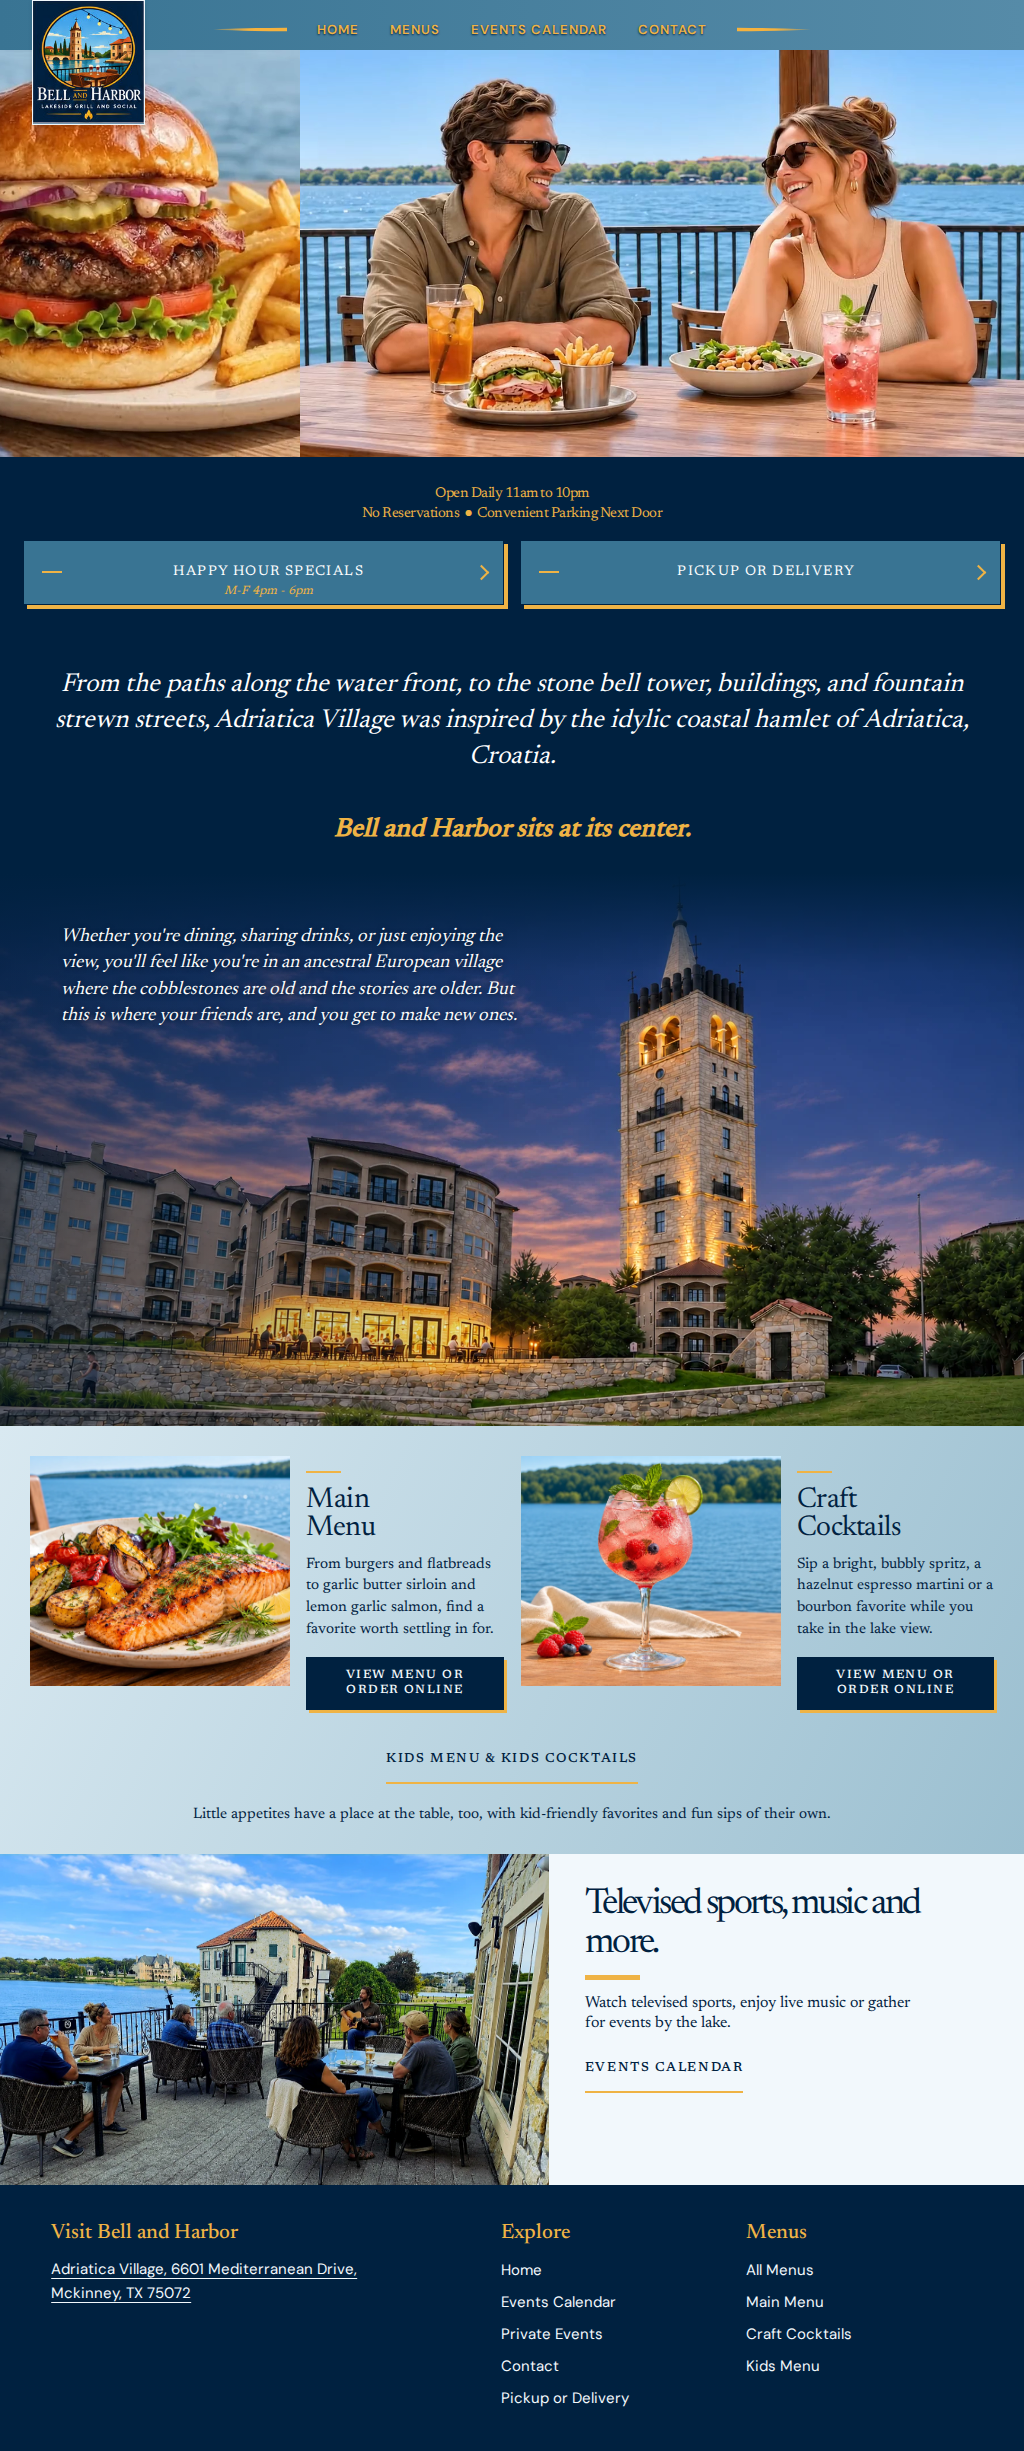 HOME MENUS EVENTS CALENDAR CONTACT
BELL AND HARBOR
LAKESIDE GRILL AND SOCIAL
Open Daily 11am to 10pm
No Reservations ● Convenient Parking Next Door
HAPPY HOUR SPECIALS
M-F 4pm - 6pm
PICKUP OR DELIVERY
From the paths along the water front, to the stone bell tower, buildings, and fountain
strewn streets, Adriatica Village was inspired by the idylic coastal hamlet of Adriatica,
Croatia.
Bell and Harbor sits at its center.
Whether you're dining, sharing drinks, or just enjoying the
view, you'll feel like you're in an ancestral European village
where the cobblestones are old and the stories are older. But
this is where your friends are, and you get to make new ones.
Main
Menu
From burgers and flatbreads
to garlic butter sirloin and
lemon garlic salmon, find a
favorite worth settling in for.
VIEW MENU OR
ORDER ONLINE
Craft
Cocktails
Sip a bright, bubbly spritz, a
hazelnut espresso martini or a
bourbon favorite while you
take in the lake view.
VIEW MENU OR
ORDER ONLINE
KIDS MENU & KIDS COCKTAILS
Little appetites have a place at the table, too, with kid-friendly favorites and fun sips of their own.
Televised sports, music and
more.
Watch televised sports, enjoy live music or gather
for events by the lake.
EVENTS CALENDAR
Visit Bell and Harbor
Adriatica Village, 6601 Mediterranean Drive,
Mckinney, TX 75072
Explore
Home
Events Calendar
Private Events
Contact
Pickup or Delivery
Menus
All Menus
Main Menu
Craft Cocktails
Kids Menu